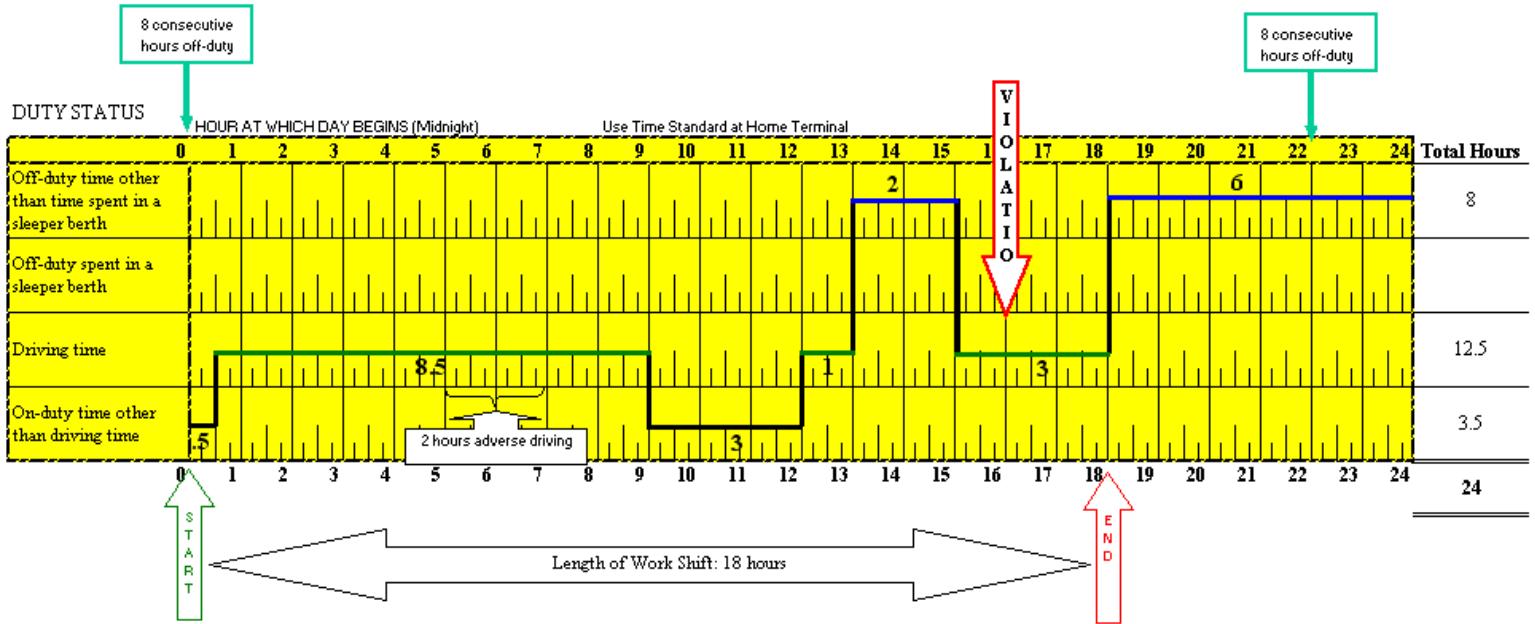 8 consecutive
hours off-duty
8 consecutive
hours off-duty
DUTY STATUS
HOUR AT WHICH DAY BEGINS (Midnight)
Use Time Standard at Home Terminal
V
I
O
L
A
T
I
O
0 1 2 3 4 5 6 7 8 9 10 11 12 13 14 15 1 17 18 19 20 21 22 23 24 Total Hours
Off-duty time other
than time spent in a
sleeper berth
2
6
8
Off-duty spent in a
sleeper berth
Driving time
8.5
1
3
12.5
On-duty time other
than driving time
.5
2 hours adverse driving
3
3.5
0 1 2 3 4 5 6 7 8 9 10 11 12 13 14 15 16 17 18 19 20 21 22 23 24
24
S
T
A
R
T
Length of Work Shift: 18 hours
E
N
D